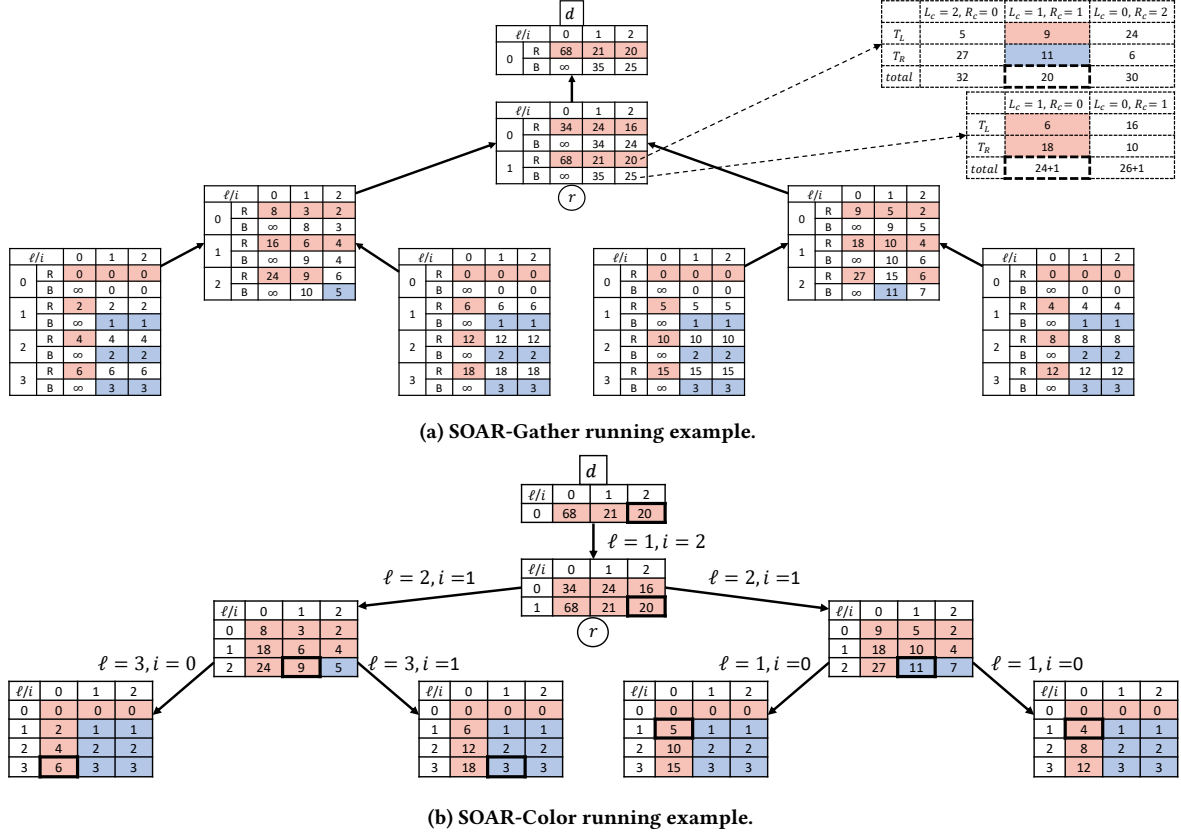 d
ℓ/i 0 1 2
0 R 68 21 20
B ∞ 35 25
L_c = 2, R_c = 0 L_c = 1, R_c = 1 L_c = 0, R_c = 2
T_L 5 9 24
T_R 27 11 6
total 32 20 30
L_c = 1, R_c = 0 L_c = 0, R_c = 1
T_L 6 16
T_R 18 10
total 24+1 26+1
ℓ/i 0 1 2
0 R 34 24 16
B ∞ 34 24
1 R 68 21 20
B ∞ 35 25
r
ℓ/i 0 1 2
0 R 8 3 2
B ∞ 8 3
1 R 16 6 4
B ∞ 9 4
2 R 24 9 6
B ∞ 10 5
ℓ/i 0 1 2
0 R 9 5 2
B ∞ 9 5
1 R 18 10 4
B ∞ 10 6
2 R 27 15 6
B ∞ 11 7
ℓ/i 0 1 2
0 R 0 0 0
B ∞ 0 0
1 R 2 2 2
B ∞ 1 1
2 R 4 4 4
B ∞ 2 2
3 R 6 6 6
B ∞ 3 3
ℓ/i 0 1 2
0 R 0 0 0
B ∞ 0 0
1 R 6 6 6
B ∞ 1 1
2 R 12 12 12
B ∞ 2 2
3 R 18 18 18
B ∞ 3 3
ℓ/i 0 1 2
0 R 0 0 0
B ∞ 0 0
1 R 5 5 5
B ∞ 1 1
2 R 10 10 10
B ∞ 2 2
3 R 15 15 15
B ∞ 3 3
ℓ/i 0 1 2
0 R 0 0 0
B ∞ 0 0
1 R 4 4 4
B ∞ 1 1
2 R 8 8 8
B ∞ 2 2
3 R 12 12 12
B ∞ 3 3
(a) SOAR-Gather running example.
d
ℓ/i 0 1 2
0 68 21 20
ℓ = 1, i = 2
ℓ/i 0 1 2
0 34 24 16
1 68 21 20
r
ℓ = 2, i =1
ℓ = 2, i =1
ℓ/i 0 1 2
0 8 3 2
1 18 6 4
2 24 9 5
ℓ/i 0 1 2
0 9 5 2
1 18 10 4
2 27 11 7
ℓ = 3, i = 0
ℓ = 3, i =1
ℓ = 1, i =0
ℓ = 1, i =0
ℓ/i 0 1 2
0 0 0 0
1 2 1 1
2 4 2 2
3 6 3 3
ℓ/i 0 1 2
0 0 0 0
1 6 1 1
2 12 2 2
3 18 3 3
ℓ/i 0 1 2
0 0 0 0
1 5 1 1
2 10 2 2
3 15 3 3
ℓ/i 0 1 2
0 0 0 0
1 4 1 1
2 8 2 2
3 12 3 3
(b) SOAR-Color running example.